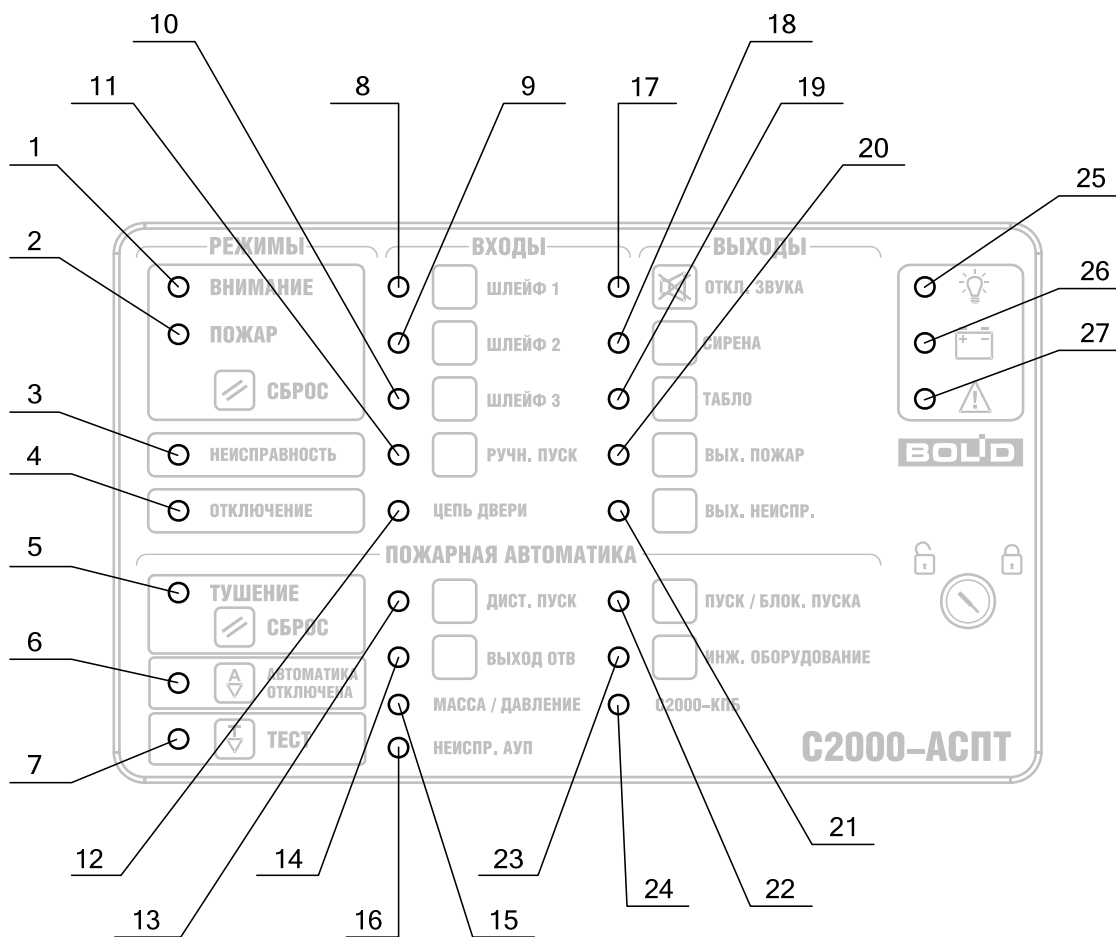 10
18
11
8
9
17
19
1
20
25
2
26
27
3
4
5
6
7
РЕЖИМЫ
ВНИМАНИЕ
ПОЖАР
СБРОС
НЕИСПРАВНОСТЬ
ОТКЛЮЧЕНИЕ
ВХОДЫ
ШЛЕЙФ 1
ШЛЕЙФ 2
ШЛЕЙФ 3
РУЧН. ПУСК
ЦЕПЬ ДВЕРИ
ВЫХОДЫ
ОТКЛ. ЗВУКА
СИРЕНА
ТАБЛО
ВЫХ. ПОЖАР
ВЫХ. НЕИСПР.
BOLID
ПОЖАРНАЯ АВТОМАТИКА
ТУШЕНИЕ
СБРОС
А
АВТОМАТИКА
ОТКЛЮЧЕНА
Т
ТЕСТ
ДИСТ. ПУСК
ВЫХОД ОТВ
МАССА / ДАВЛЕНИЕ
НЕИСПР. АУП
ПУСК / БЛОК. ПУСКА
ИНЖ. ОБОРУДОВАНИЕ
С2000-КПБ
С2000-АСПТ
12
14
23
21
13
16
15
24
22